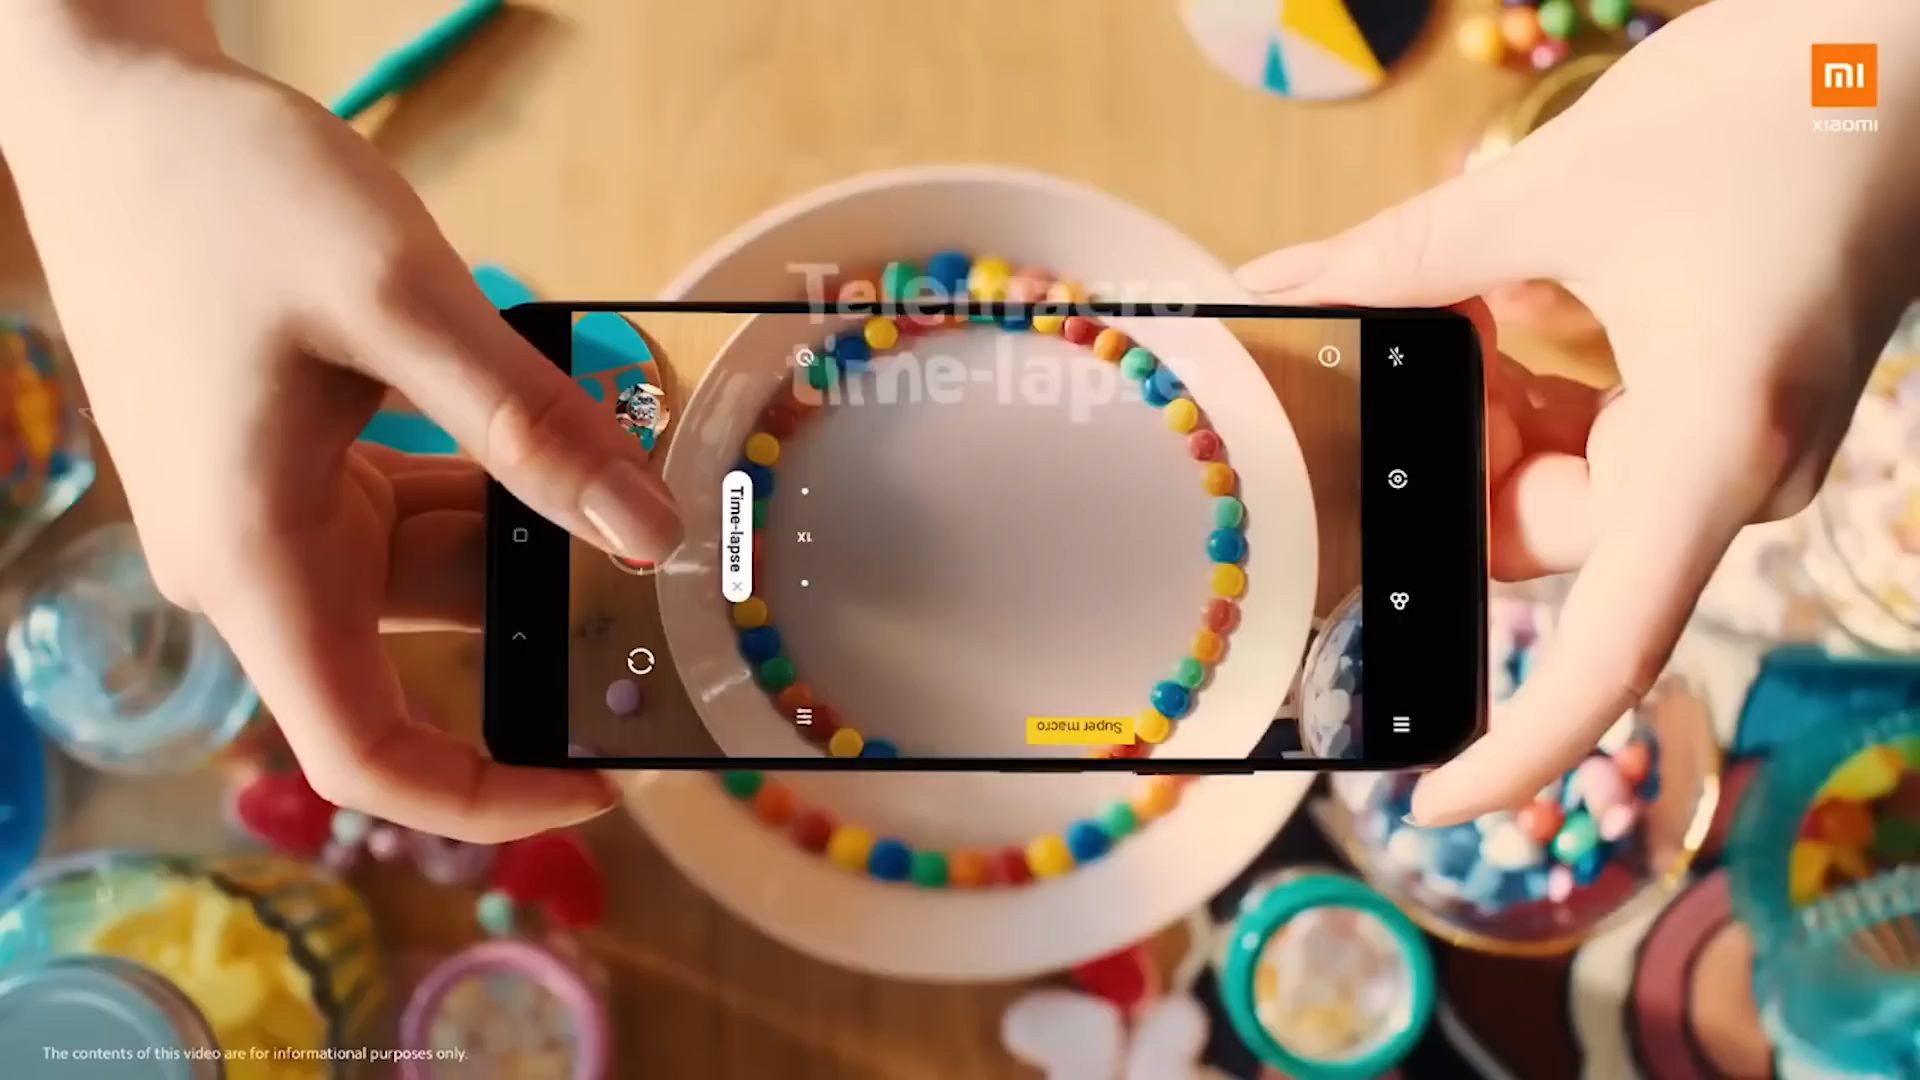 mi
xiaomi
Telemacro
time-lapse
Time-lapse ×
1X
Super macro
The contents of this video are for informational purposes only.